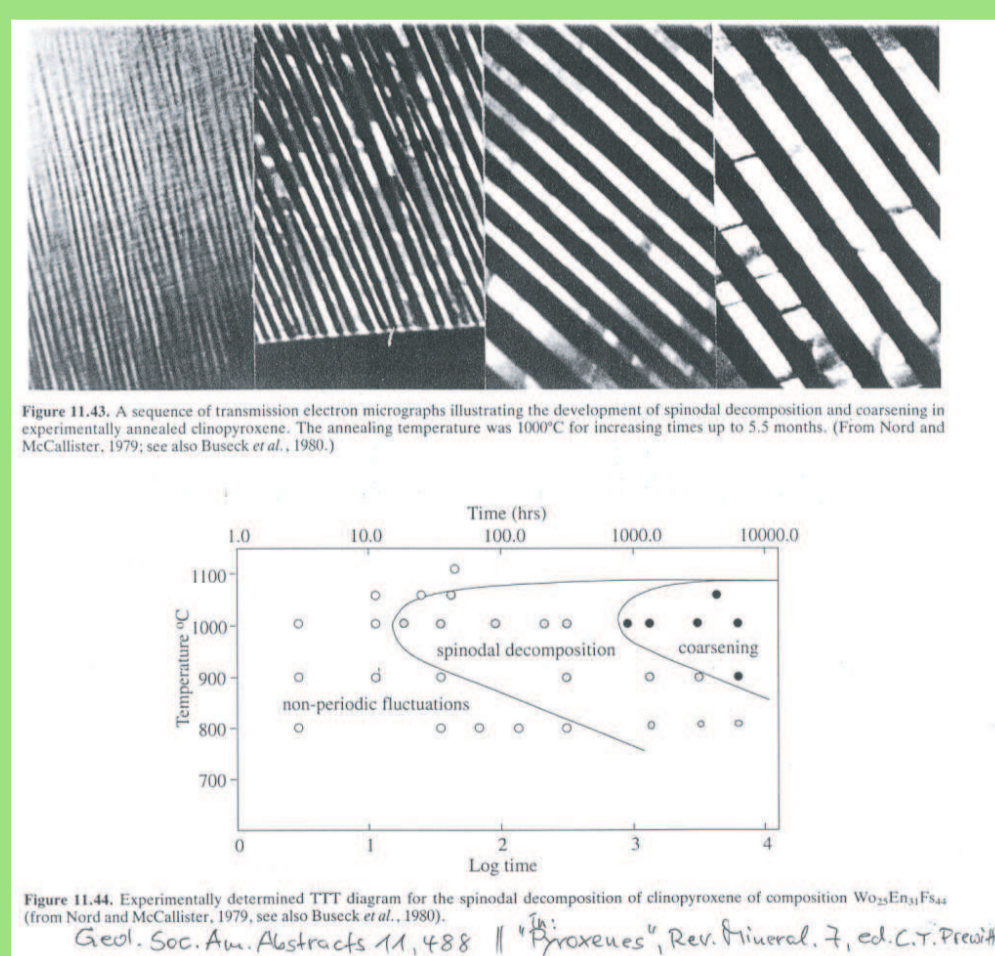 Figure 11.43. A sequence of transmission electron micrographs illustrating the development of spinodal decomposition and coarsening in
experimentally annealed clinopyroxene. The annealing temperature was 1000°C for increasing times up to 5.5 months. (From Nord and
McCallister, 1979; see also Buseck et al., 1980.)
Time (hrs)
1.0 10.0 100.0 1000.0 10000.0
1100
1000
spinodal decomposition coarsening
900
non-periodic fluctuations
800
700
Temperature °C
0 1 2 3 4
Log time
Figure 11.44. Experimentally determined TTT diagram for the spinodal decomposition of clinopyroxene of composition Wo25En31Fs44
(from Nord and McCallister, 1979, see also Buseck et al., 1980).
in:
Geol. Soc. Am. Abstracts 11, 488 || "Pyroxenes", Rev. Mineral. 7, ed. C.T. Prewitt